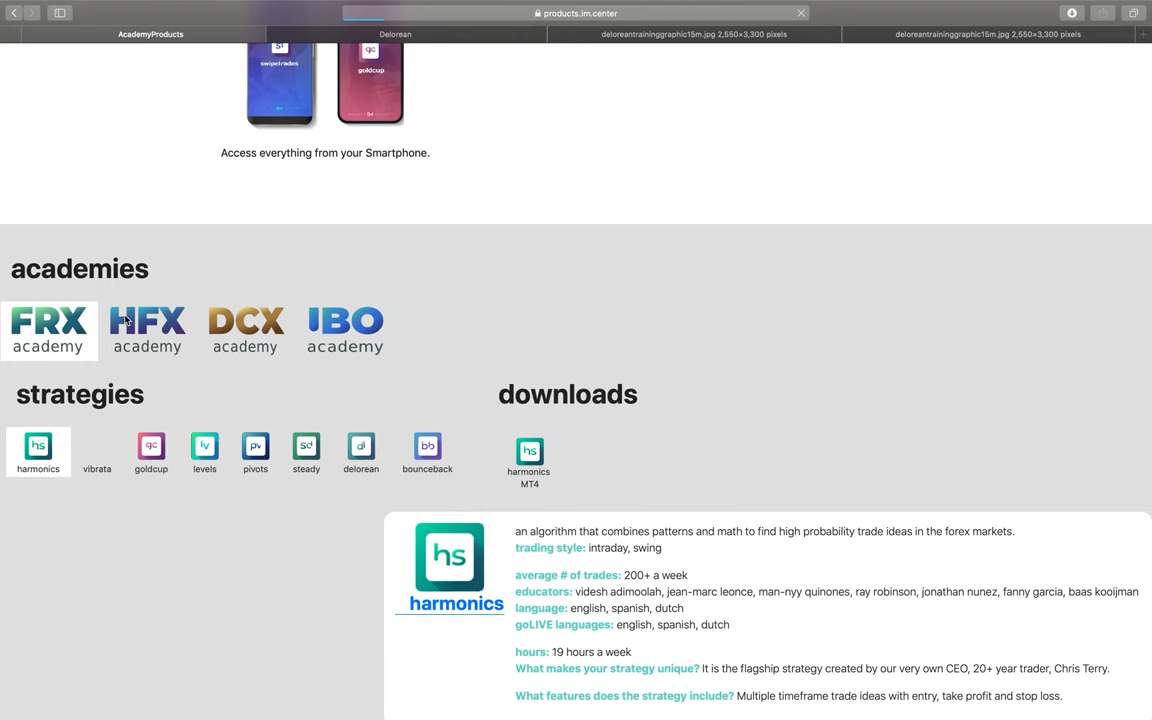 products.im.center
AcademyProducts
Delorean
deloreantraininggraphic15m.jpg 2,550×3,300 pixels
deloreantraininggraphic15m.jpg 2,550×3,300 pixels
st
swipetrades
gc
goldcup
Access everything from your Smartphone.
academies
FRX
academy
HFX
academy
DCX
academy
IBO
academy
strategies
downloads
hs
harmonics
vibrata
gc
goldcup
lv
levels
pv
pivots
sd
steady
dl
delorean
bb
bounceback
hs
harmonics
MT4
hs
harmonics
an algorithm that combines patterns and math to find high probability trade ideas in the forex markets.
trading style: intraday, swing
average # of trades: 200+ a week
educators: videsh adimoolah, jean-marc leonce, man-nyy quinones, ray robinson, jonathan nunez, fanny garcia, baas kooijman
language: english, spanish, dutch
goLIVE languages: english, spanish, dutch
hours: 19 hours a week
What makes your strategy unique? It is the flagship strategy created by our very own CEO, 20+ year trader, Chris Terry.
What features does the strategy include? Multiple timeframe trade ideas with entry, take profit and stop loss.